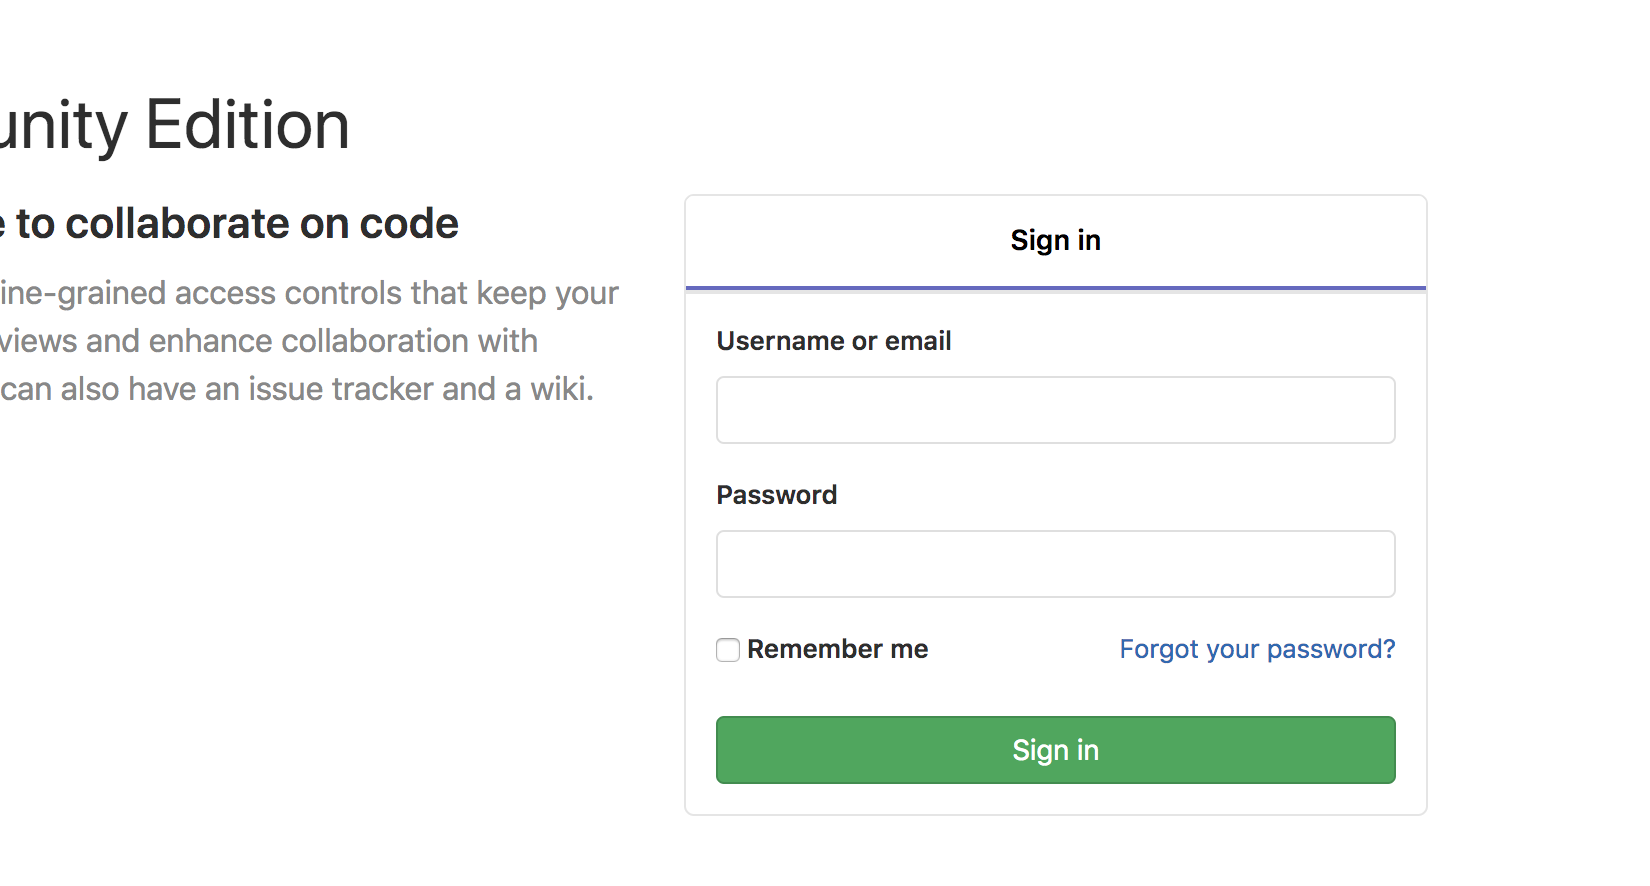 unity Edition
e to collaborate on code
ine-grained access controls that keep your
views and enhance collaboration with
can also have an issue tracker and a wiki.
Sign in
Username or email
Password
Remember me
Forgot your password?
Sign in